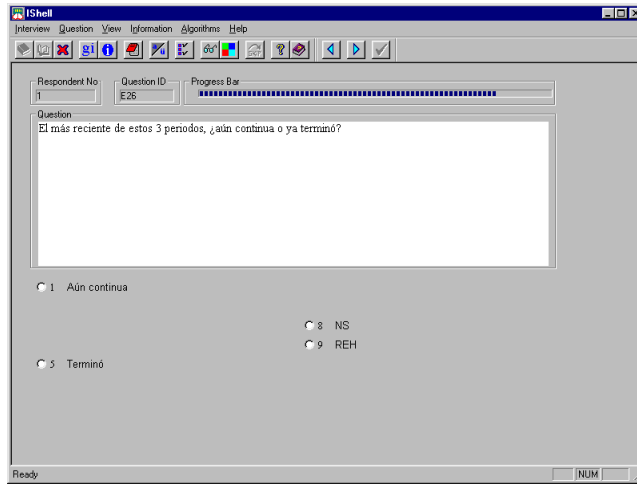 IShell
Interview Question View Information Algorithms Help
gi
Respondent No
Question ID
Progress Bar
1
E26
Question
El más reciente de estos 3 periodos, ¿aún continua o ya terminó?
1 Aún continua
8 NS
9 REH
5 Terminó
Ready
NUM